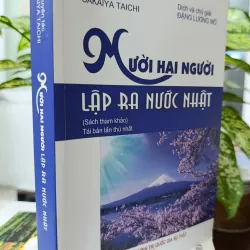 SAKAIYA TAICHI
Dịch và chú giải
ĐẶNG LƯƠNG MÔ
MƯỜI HAI NGƯỜI
LẬP RA NƯỚC NHẬT
(Sách tham khảo)
Tái bản lần thứ nhất
MƯỜI HAI NGƯỜI LẬP RA NƯỚC NHẬT